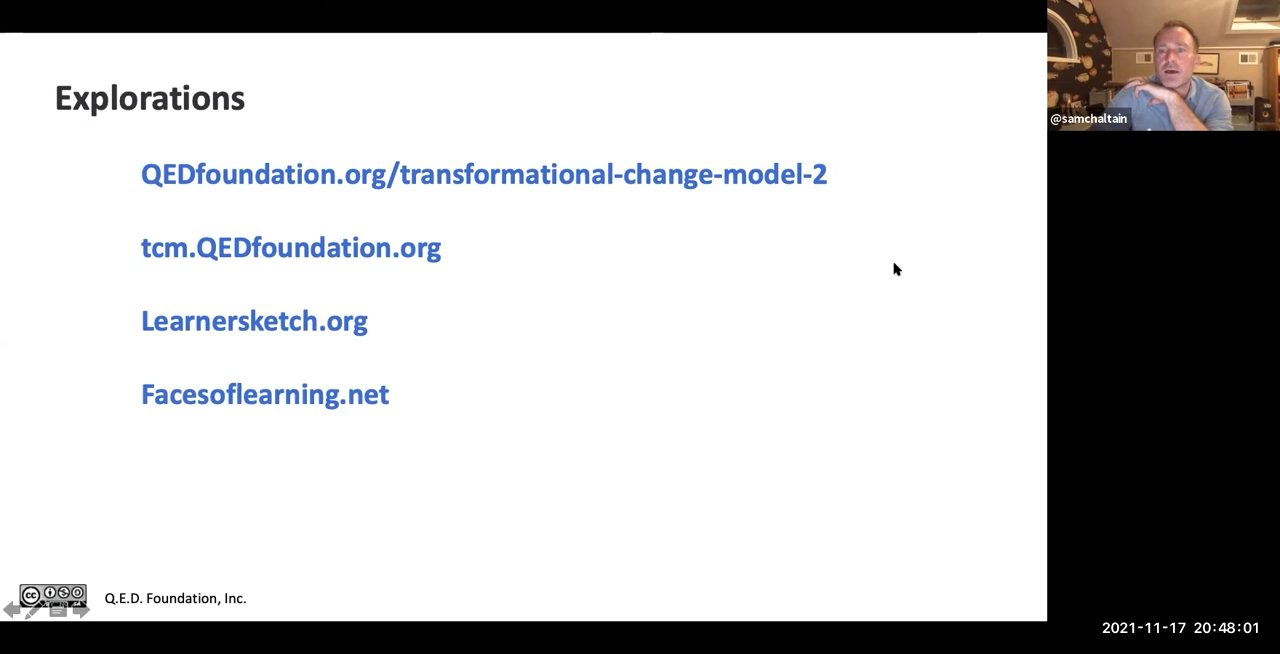 Explorations
QEDfoundation.org/transformational-change-model-2
tcm.QEDfoundation.org
Learnersketch.org
Facesoflearning.net
cc
Q.E.D. Foundation, Inc.
@samchaltain
2021-11-17 20:48:01